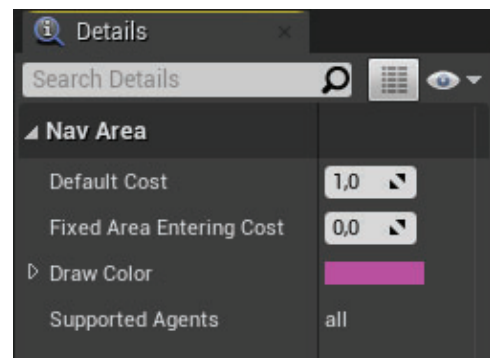 Details
Search Details
Nav Area
Default Cost 1,0
Fixed Area Entering Cost 0,0
Draw Color
Supported Agents all